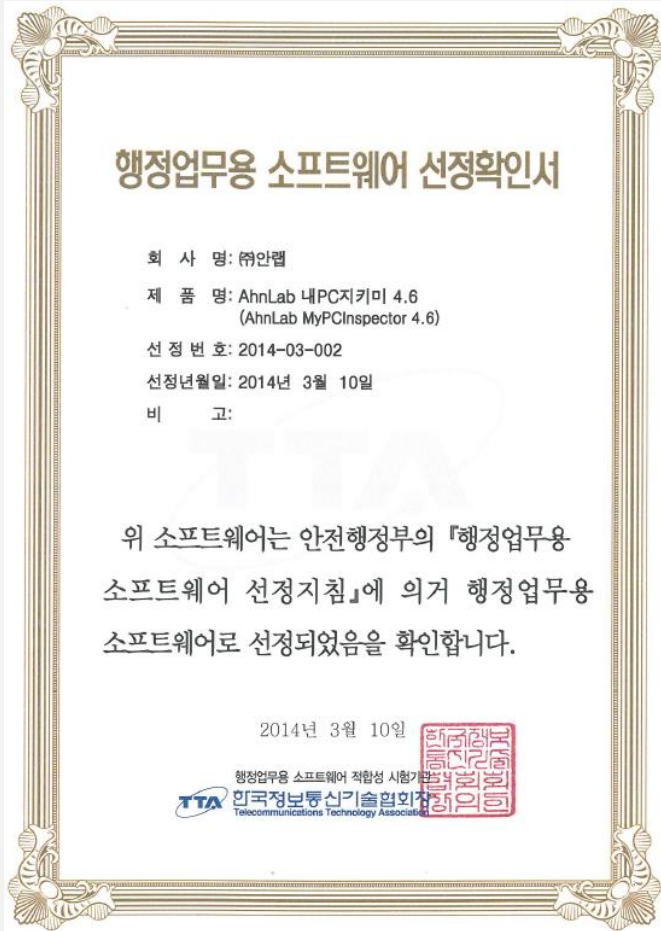 행정업무용 소프트웨어 선정확인서
회 사 명: ㈜안랩
제 품 명: AhnLab 내PC지키미 4.6
(AhnLab MyPCInspector 4.6)
선 정 번 호: 2014-03-002
선정년월일: 2014년 3월 10일
비 고:
TTA
위 소프트웨어는 안전행정부의 『행정업무용
소프트웨어 선정지침』에 의거 행정업무용
소프트웨어로 선정되었음을 확인합니다.
2014년 3월 10일
행정업무용 소프트웨어 적합성 시험기관
TTA 한국정보통신기술협회장
Telecommunications Technology Association